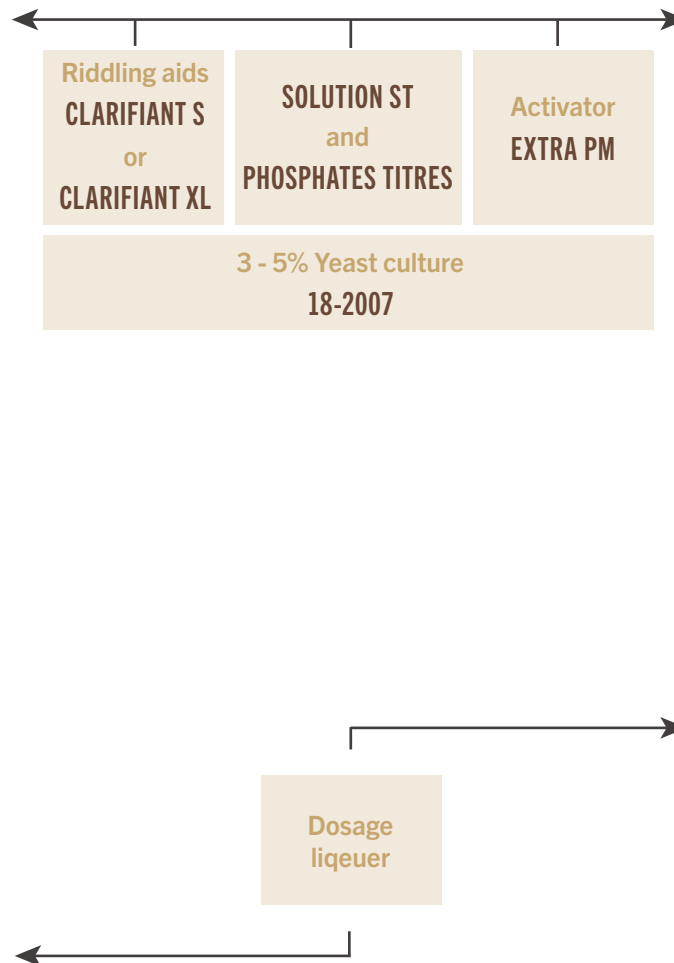 Riddling aids
CLARIFIANT S
or
CLARIFIANT XL
SOLUTION ST
and
PHOSPHATES TITRES
Activator
EXTRA PM
3 - 5% Yeast culture
18-2007
Dosage
liqeuer